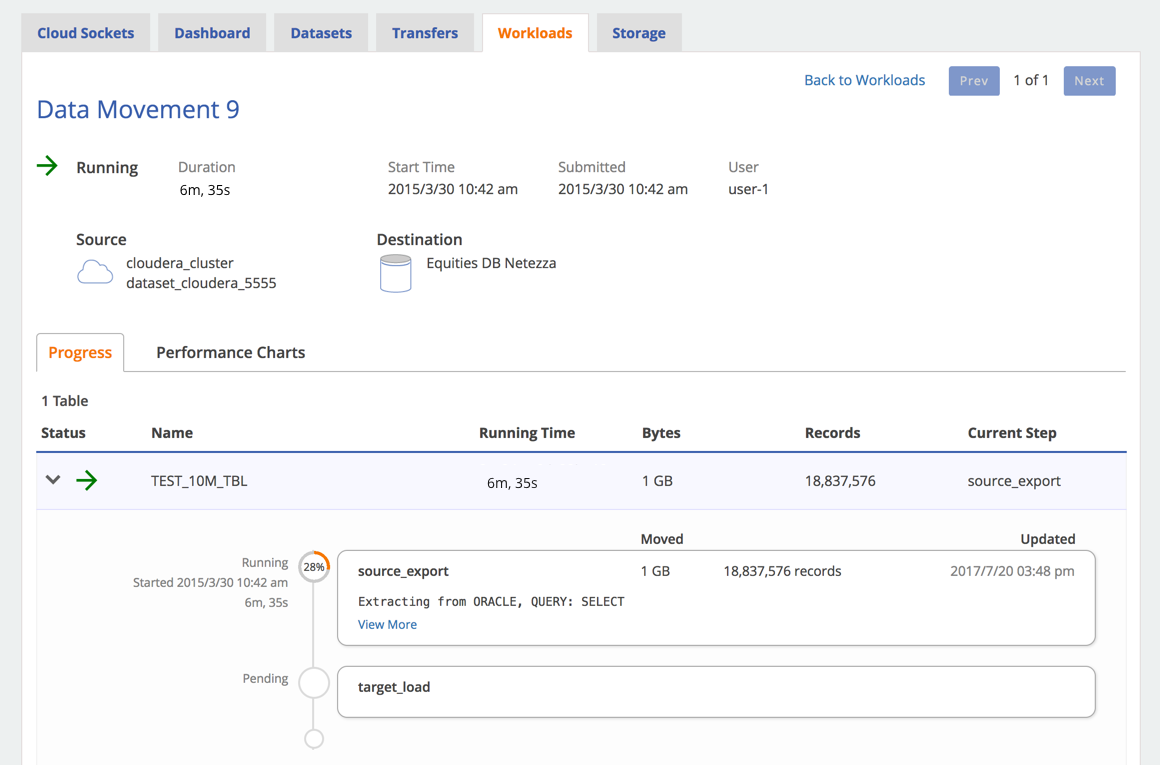 Cloud Sockets Dashboard Datasets Transfers Workloads Storage
Back to Workloads Prev 1 of 1 Next
Data Movement 9
Running Duration Start Time Submitted User
6m, 35s 2015/3/30 10:42 am 2015/3/30 10:42 am user-1
Source Destination
cloudera_cluster Equities DB Netezza
dataset_cloudera_5555
Progress Performance Charts
1 Table
Status Name Running Time Bytes Records Current Step
TEST_10M_TBL 6m, 35s 1 GB 18,837,576 source_export
Moved Updated
Running 28% source_export 1 GB 18,837,576 records 2017/7/20 03:48 pm
Started 2015/3/30 10:42 am
6m, 35s Extracting from ORACLE, QUERY: SELECT
View More
Pending target_load